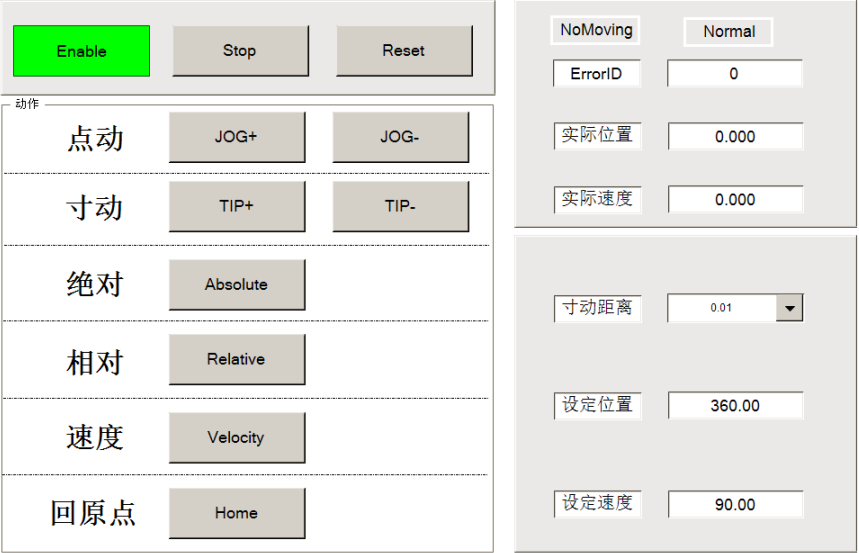 Enable Stop Reset
动作
点动 JOG+ JOG-
寸动 TIP+ TIP-
绝对 Absolute
相对 Relative
速度 Velocity
回原点 Home
NoMoving Normal
ErrorID 0
实际位置 0.000
实际速度 0.000
寸动距离 0.01
设定位置 360.00
设定速度 90.00